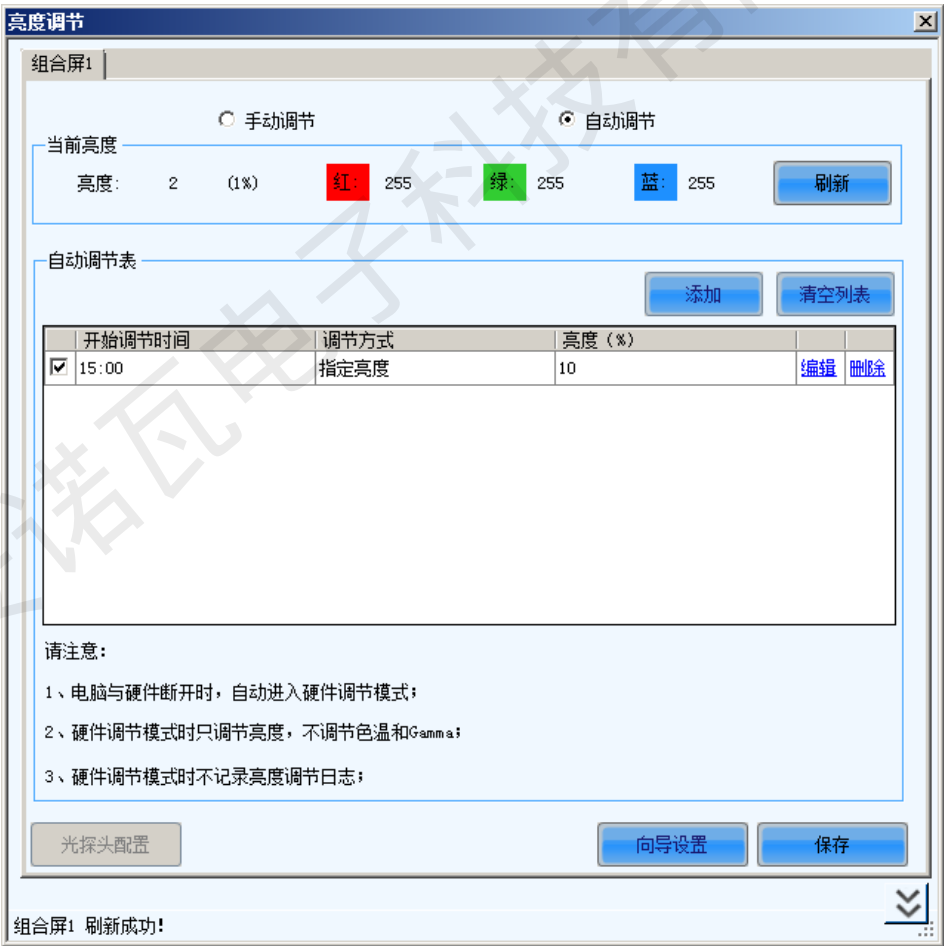 亮度调节
组合屏1
手动调节 自动调节
当前亮度
亮度: 2 (1%) 红: 255 绿: 255 蓝: 255 刷新
自动调节表
添加 清空列表
开始调节时间 调节方式 亮度 (%)
15:00 指定亮度 10 编辑 删除
请注意:
1、电脑与硬件断开时，自动进入硬件调节模式;
2、硬件调节模式时只调节亮度，不调节色温和Gamma;
3、硬件调节模式时不记录亮度调节日志;
光探头配置 向导设置 保存
组合屏1 刷新成功!
诺瓦电子科技有